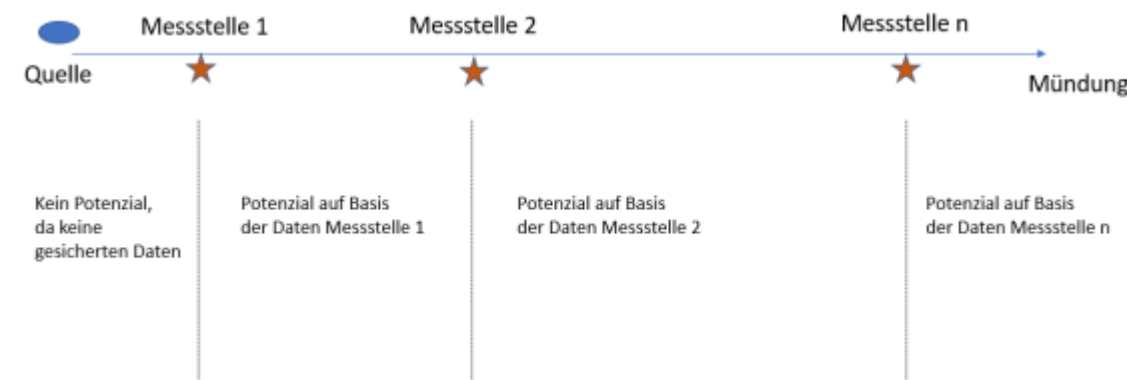 Messstelle 1
Messstelle 2
Messstelle n
Quelle
Mündung
Kein Potenzial,
da keine
gesicherten Daten
Potenzial auf Basis
der Daten Messstelle 1
Potenzial auf Basis
der Daten Messstelle 2
Potenzial auf Basis
der Daten Messstelle n